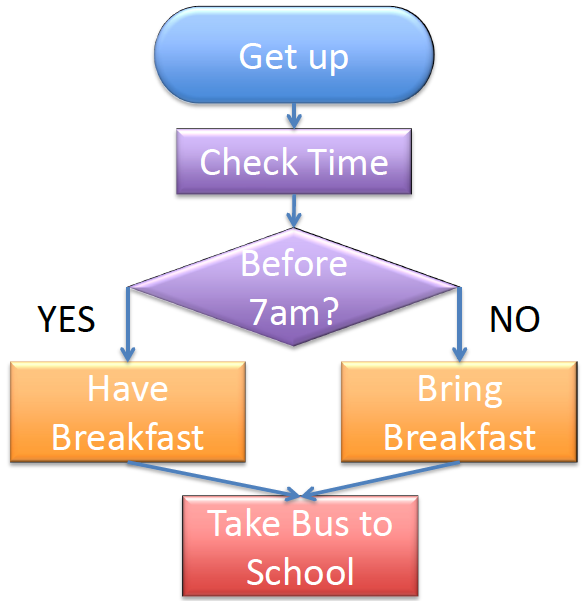 Get up
Check Time
Before
7am?
YES
NO
Have
Breakfast
Bring
Breakfast
Take Bus to
School